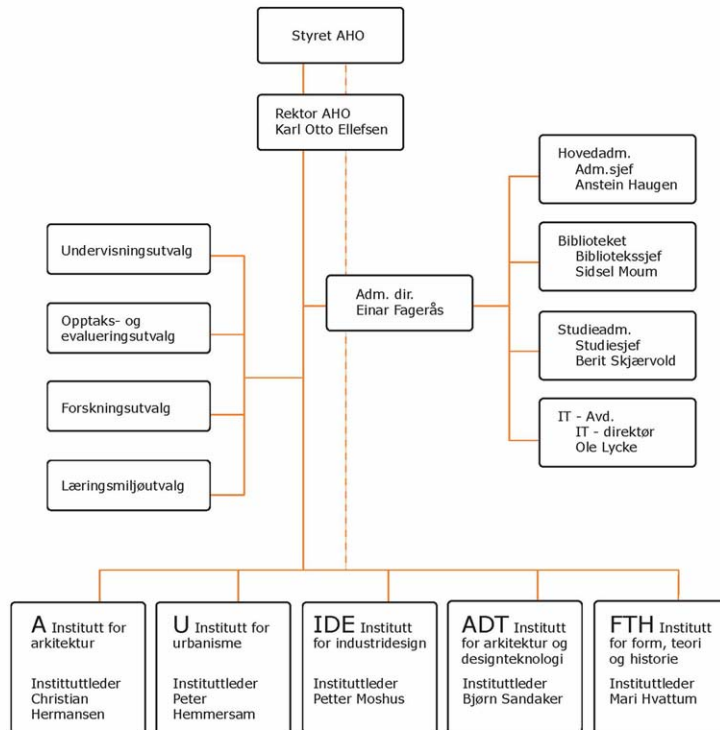 Styret AHO
Rektor AHO
Karl Otto Ellefsen
Hovedadm.
Adm.sjef
Anstein Haugen
Undervisningsutvalg
Biblioteket
Bibliotekssjef
Sidsel Moum
Adm. dir.
Einar Fagerås
Opptaks- og
evalueringsutvalg
Studieadm.
Studiesjef
Berit Skjærvold
Forskningsutvalg
IT - Avd.
IT - direktør
Ole Lycke
Læringsmiljøutvalg
A Institutt for
arkitektur
Instituttleder
Christian
Hermansen
U Institutt for
urbanisme
Instituttleder
Peter
Hemmersam
IDE Institutt
for industridesign
Instituttleder
Petter Moshus
ADT Institutt
for arkitektur og
designteknologi
Instituttleder
Bjørn Sandaker
FTH Institutt
for form, teori
og historie
Instituttleder
Mari Hvattum